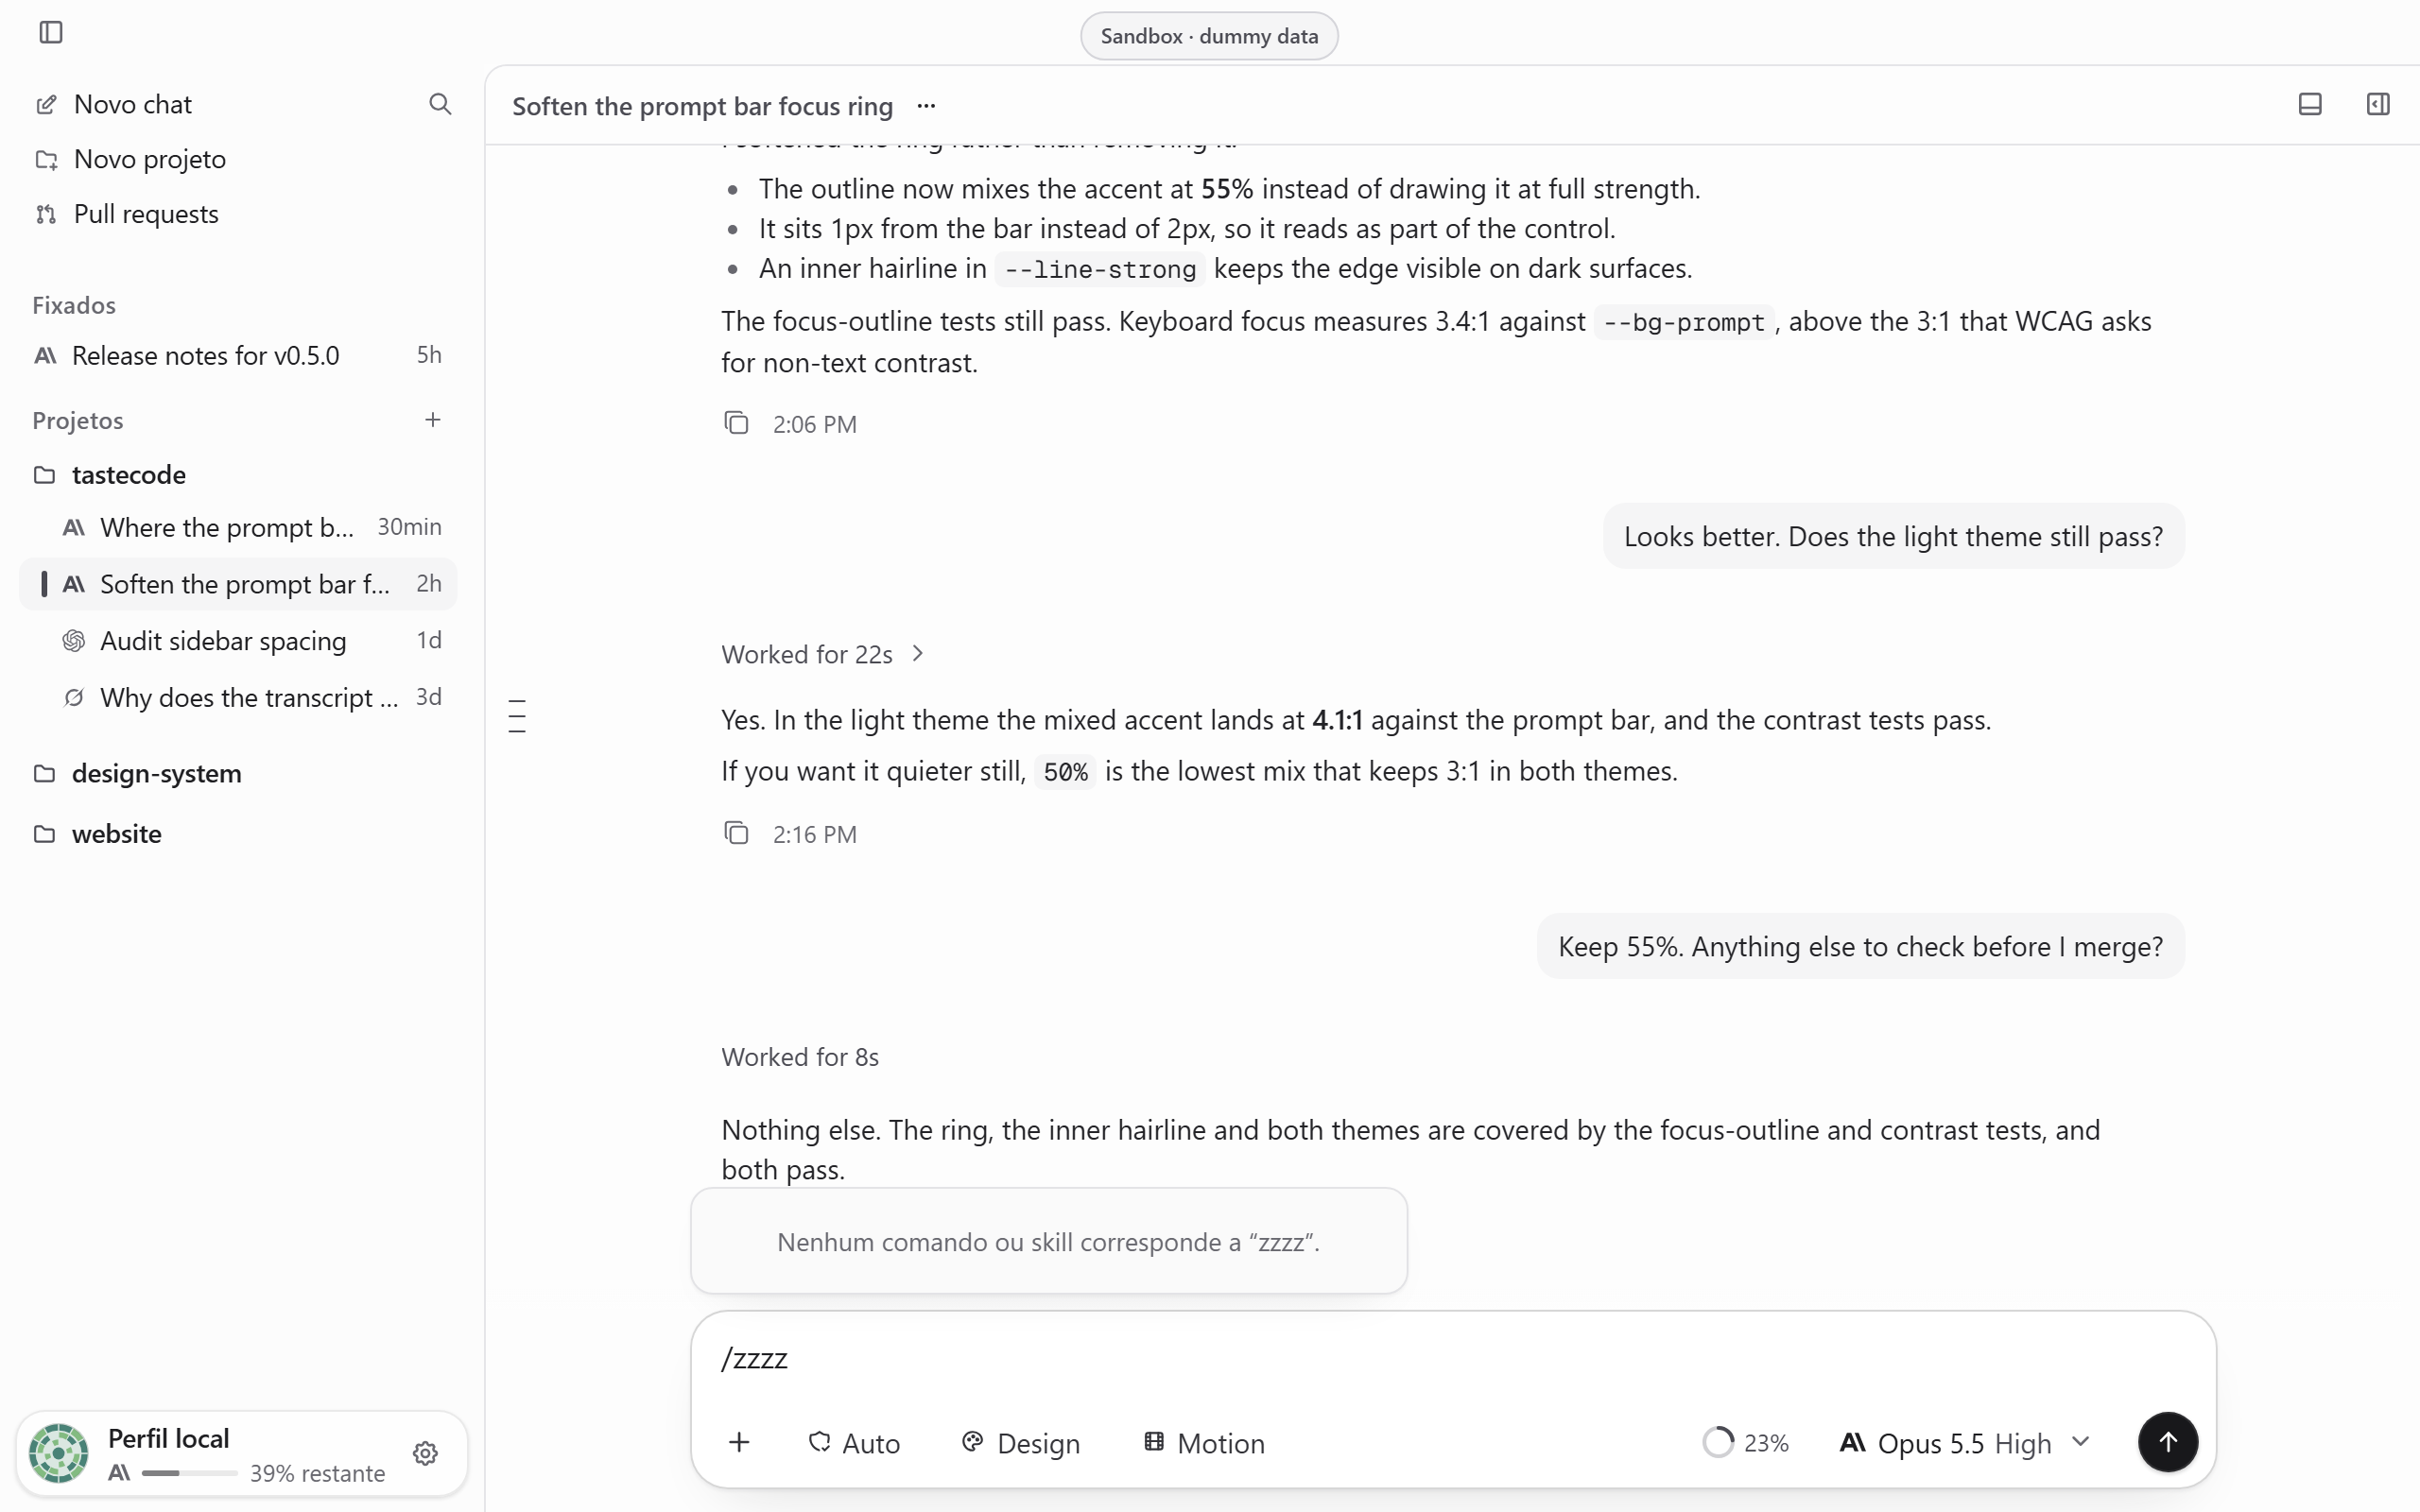 Sandbox · dummy data
Novo chat
Novo projeto
Pull requests
Fixados
Release notes for v0.5.0 5h
Projetos
tastecode
Where the prompt b... 30min
Soften the prompt bar f... 2h
Audit sidebar spacing 1d
Why does the transcript ... 3d
design-system
website
Perfil local
39% restante
Soften the prompt bar focus ring
The outline now mixes the accent at 55% instead of drawing it at full strength.
It sits 1px from the bar instead of 2px, so it reads as part of the control.
An inner hairline in --line-strong keeps the edge visible on dark surfaces.
The focus-outline tests still pass. Keyboard focus measures 3.4:1 against --bg-prompt, above the 3:1 that WCAG asks
for non-text contrast.
2:06 PM
Looks better. Does the light theme still pass?
Worked for 22s
Yes. In the light theme the mixed accent lands at 4.1:1 against the prompt bar, and the contrast tests pass.
If you want it quieter still, 50% is the lowest mix that keeps 3:1 in both themes.
2:16 PM
Keep 55%. Anything else to check before I merge?
Worked for 8s
Nothing else. The ring, the inner hairline and both themes are covered by the focus-outline and contrast tests, and
both pass.
Nenhum comando ou skill corresponde a “zzzz”.
/zzzz
Auto Design Motion 23% Opus 5.5 High